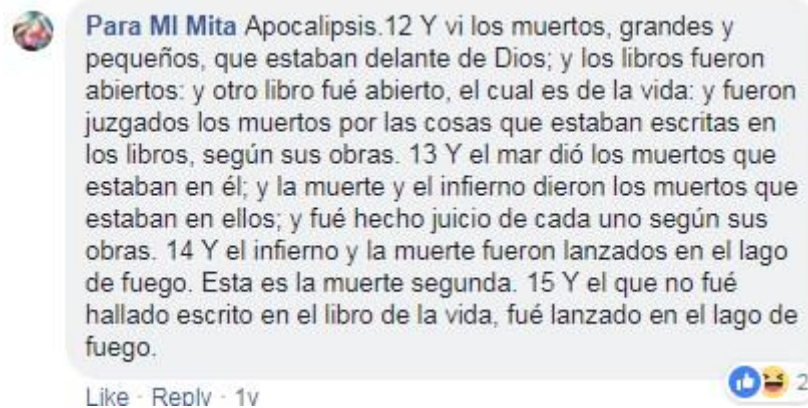 Para MI Mita Apocalipsis.12 Y vi los muertos, grandes y
pequeños, que estaban delante de Dios; y los libros fueron
abiertos: y otro libro fué abierto, el cual es de la vida: y fueron
juzgados los muertos por las cosas que estaban escritas en
los libros, según sus obras. 13 Y el mar dió los muertos que
estaban en él; y la muerte y el infierno dieron los muertos que
estaban en ellos; y fué hecho juicio de cada uno según sus
obras. 14 Y el infierno y la muerte fueron lanzados en el lago
de fuego. Esta es la muerte segunda. 15 Y el que no fué
hallado escrito en el libro de la vida, fué lanzado en el lago de
fuego.
2
Like · Reply · 1y